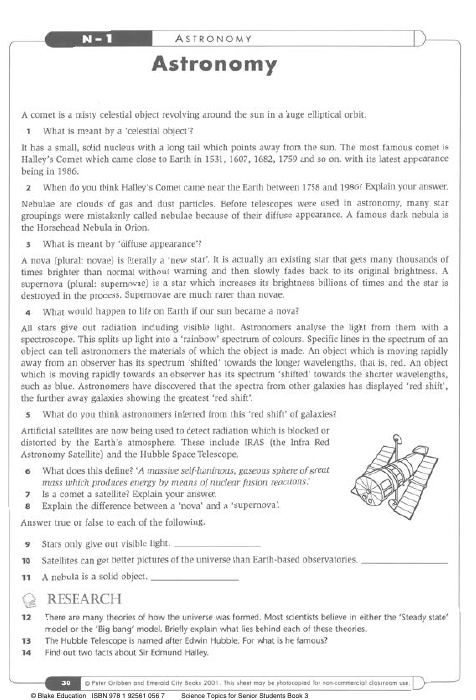 N-1
ASTRONOMY
Astronomy
A comet is a misty celestial object revolving around the sun in a huge elliptical orbit.
1 What is meant by a 'celestial object'?
It has a small, solid nucleus with a long tail which points away from the sun. The most famous comet is
Halley's Comet which came close to Earth in 1531, 1607, 1682, 1759 and so on, with its latest appearance
being in 1986.
2 When do you think Halley's Comet came near the Earth between 1758 and 1986? Explain your answer.
Nebulae are clouds of gas and dust particles. Before telescopes were used in astronomy, many star
groupings were mistakenly called nebulae because of their diffuse appearance. A famous dark nebula is
the Horsehead Nebula in Orion.
3 What is meant by 'diffuse appearance'?
A nova (plural: novae) is literally a 'new star'. It is actually an existing star that gets many thousands of
times brighter than normal without warning and then slowly fades back to its original brightness. A
supernova (plural: supernovae) is a star which increases its brightness billions of times and the star is
destroyed in the process. Supernovae are much rarer than novae.
4 What would happen to life on Earth if our sun became a nova?
All stars give out radiation including visible light. Astronomers analyse the light from them with a
spectroscope. This splits up light into a 'rainbow' spectrum of colours. Specific lines in the spectrum of an
object can tell astronomers the materials of which the object is made. An object which is moving rapidly
away from an observer has its spectrum 'shifted' towards the longer wavelengths, that is, red. An object
which is moving rapidly towards an observer has its spectrum 'shifted' towards the shorter wavelengths,
such as blue. Astronomers have discovered that the spectra from other galaxies has displayed 'red shift',
the further away galaxies showing the greatest 'red shift'.
5 What do you think astronomers inferred from this 'red shift' of galaxies?
Artificial satellites are now being used to detect radiation which is blocked or
distorted by the Earth's atmosphere. These include IRAS (the Infra Red
Astronomy Satellite) and the Hubble Space Telescope.
6 What does this define? 'A massive self-luminous, gaseous sphere of great
mass which produces energy by means of nuclear fusion reactions.'
7 Is a comet a satellite? Explain your answer.
8 Explain the difference between a 'nova' and a 'supernova'.
Answer true or false to each of the following.
9 Stars only give out visible light.
10 Satellites can get better pictures of the universe than Earth-based observatories.
11 A nebula is a solid object.
RESEARCH
12 There are many theories of how the universe was formed. Most scientists believe in either the 'Steady state'
model or the 'Big bang' model. Briefly explain what lies behind each of these theories.
13 The Hubble Telescope is named after Edwin Hubble. For what is he famous?
14 Find out two facts about Sir Edmund Halley.
30 © Peter Gribben and Emerald City Books 2001. This sheet may be photocopied for non-commercial classroom use.
© Blake Education ISBN 978 1 92561 056 7 Science Topics for Senior Students Book 3